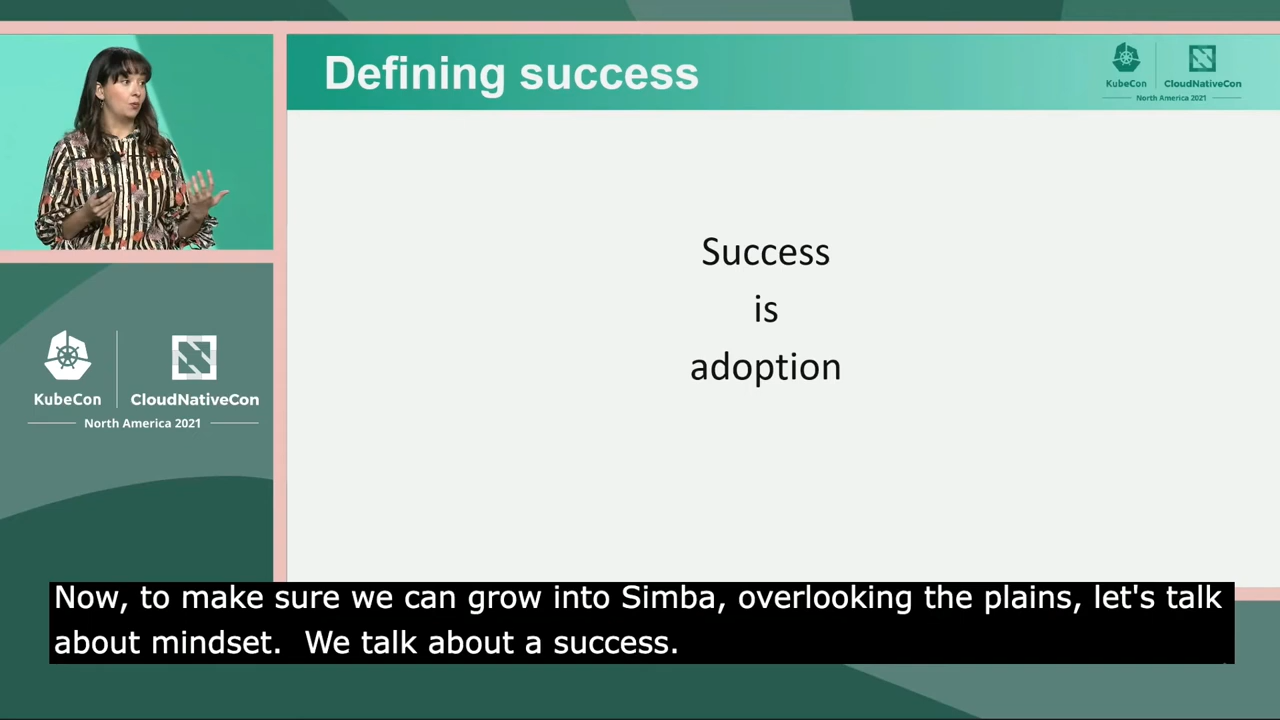 Defining success
KubeCon
CloudNativeCon
North America 2021
Success
is
adoption
KubeCon
CloudNativeCon
North America 2021
Now, to make sure we can grow into Simba, overlooking the plains, let's talk
about mindset.  We talk about a success.